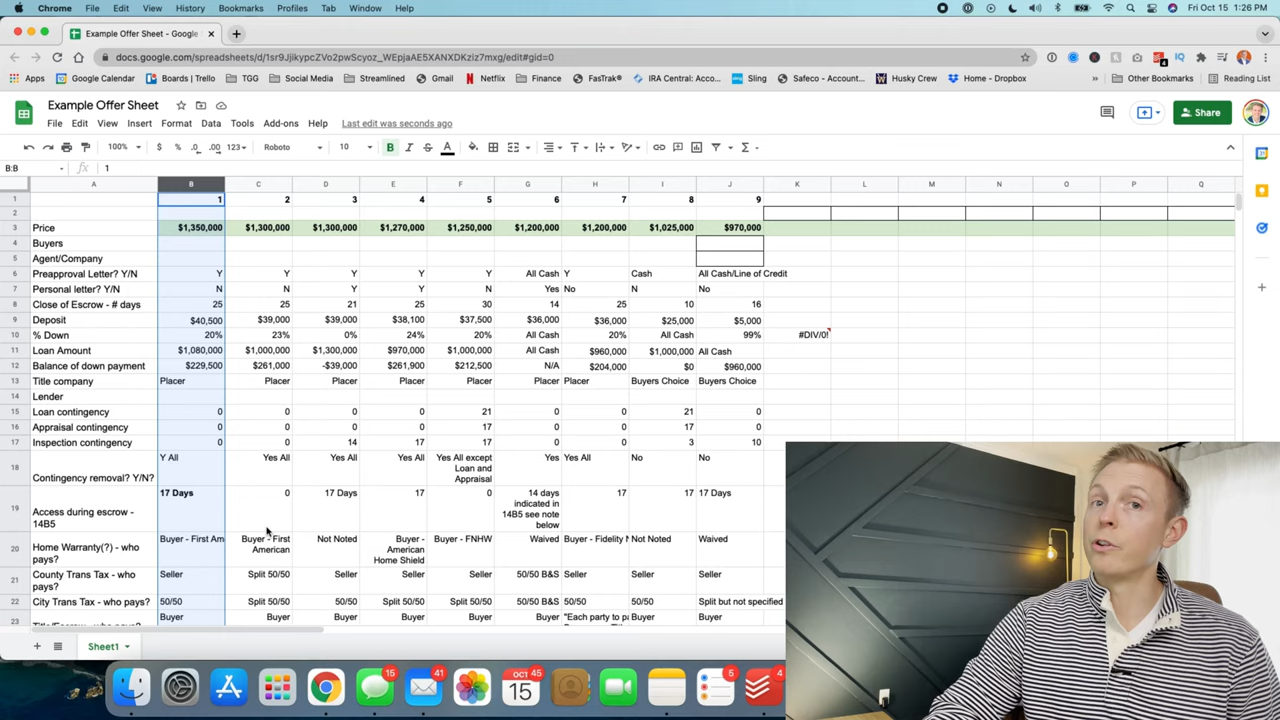 Chrome File Edit View History Bookmarks Profiles Tab Window Help Fri Oct 15 1:26 PM
Example Offer Sheet - Google
docs.google.com/spreadsheets/d/1sr9JjikypcZVo2pwScyoz_WEpjaAE5XANXDKziz7mxg/edit#gid=0
Apps Google Calendar Boards | Trello TGG Social Media Streamlined Gmail Netflix Finance FasTrak® IRA Central: Acco... Sling Safeco - Account... Husky Crew Home - Dropbox » Other Bookmarks Reading List
Example Offer Sheet
File Edit View Insert Format Data Tools Add-ons Help Last edit was seconds ago
Share
100% $ % .0 .00 123 Roboto 10 B I S A
B:B fx 1
A B C D E F G H I J K L M N O P Q
1 1 2 3 4 5 6 7 8 9
2
3 Price $1,350,000 $1,300,000 $1,300,000 $1,270,000 $1,250,000 $1,200,000 $1,200,000 $1,025,000 $970,000
4 Buyers
5 Agent/Company
6 Preapproval Letter? Y/N Y Y Y Y Y All Cash Y Cash All Cash/Line of Credit
7 Personal letter? Y/N N N Y Y N Yes No N No
8 Close of Escrow - # days 25 25 21 25 30 14 25 10 16
9 Deposit $40,500 $39,000 $39,000 $38,100 $37,500 $36,000 $36,000 $25,000 $5,000
10 % Down 20% 23% 0% 24% 20% All Cash 20% All Cash 99% #DIV/0!
11 Loan Amount $1,080,000 $1,000,000 $1,300,000 $970,000 $1,000,000 All Cash $960,000 $1,000,000 All Cash
12 Balance of down payment $229,500 $261,000 -$39,000 $261,900 $212,500 N/A $204,000 $0 $960,000
13 Title company Placer Placer Placer Placer Placer Placer Placer Buyers Choice Buyers Choice
14 Lender
15 Loan contingency 0 0 0 0 21 0 0 21 0
16 Appraisal contingency 0 0 0 0 17 0 0 17 0
17 Inspection contingency 0 0 14 17 17 0 0 3 10
18 Contingency removal? Y/N? Y All Yes All Yes All Yes All Yes All except Loan and Appraisal Yes Yes All No No
19 Access during escrow - 14B5 17 Days 0 17 Days 17 0 14 days indicated in 14B5 see note below 17 17 17 Days
20 Home Warranty(?) - who pays? Buyer - First Am Buyer - First American Not Noted Buyer - American Home Shield Buyer - FNHW Waived Buyer - Fidelity N Not Noted Waived
21 County Trans Tax - who pays? Seller Split 50/50 Seller Seller Seller 50/50 B&S Seller Seller Seller
22 City Trans Tax - who pays? 50/50 Split 50/50 50/50 Split 50/50 Split 50/50 50/50 B&S 50/50 50/50 Split but not specified
23 Buyer Buyer Buyer Buyer Buyer Buyer "Each party to pa Buyer Buyer
Sheet1
15 41 OCT 15 45 5